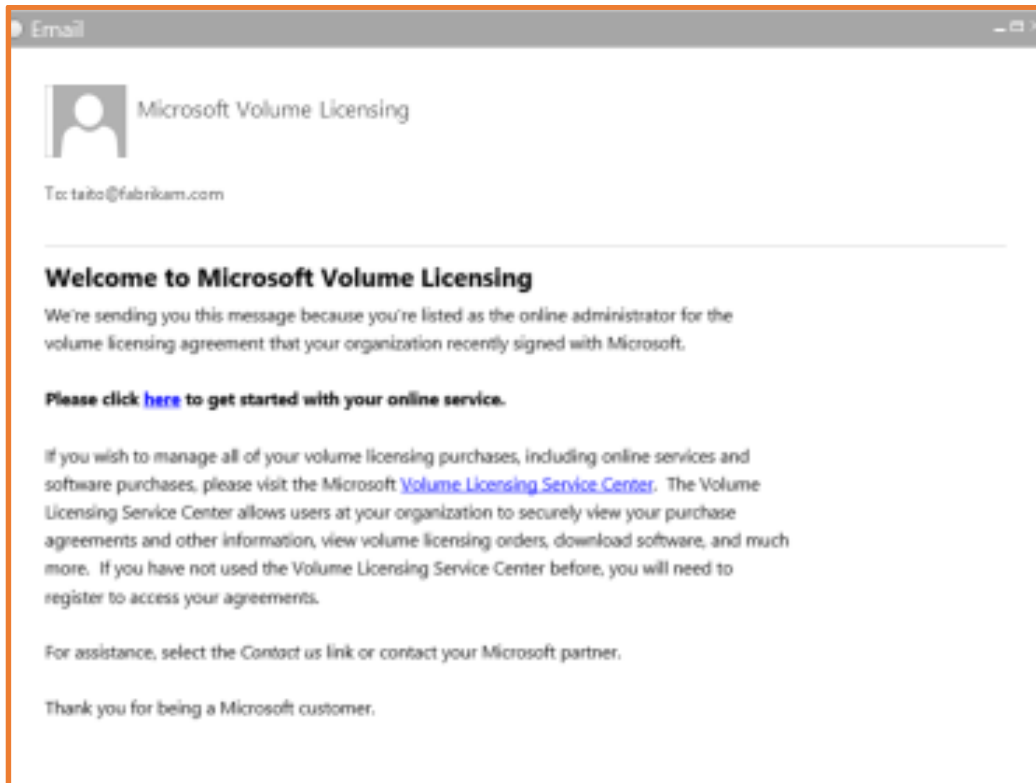 Email
Microsoft Volume Licensing
To: taito@fabrikam.com
Welcome to Microsoft Volume Licensing
We're sending you this message because you're listed as the online administrator for the
volume licensing agreement that your organization recently signed with Microsoft.
Please click here to get started with your online service.
If you wish to manage all of your volume licensing purchases, including online services and
software purchases, please visit the Microsoft Volume Licensing Service Center.  The Volume
Licensing Service Center allows users at your organization to securely view your purchase
agreements and other information, view volume licensing orders, download software, and much
more.  If you have not used the Volume Licensing Service Center before, you will need to
register to access your agreements.
For assistance, select the Contact us link or contact your Microsoft partner.
Thank you for being a Microsoft customer.